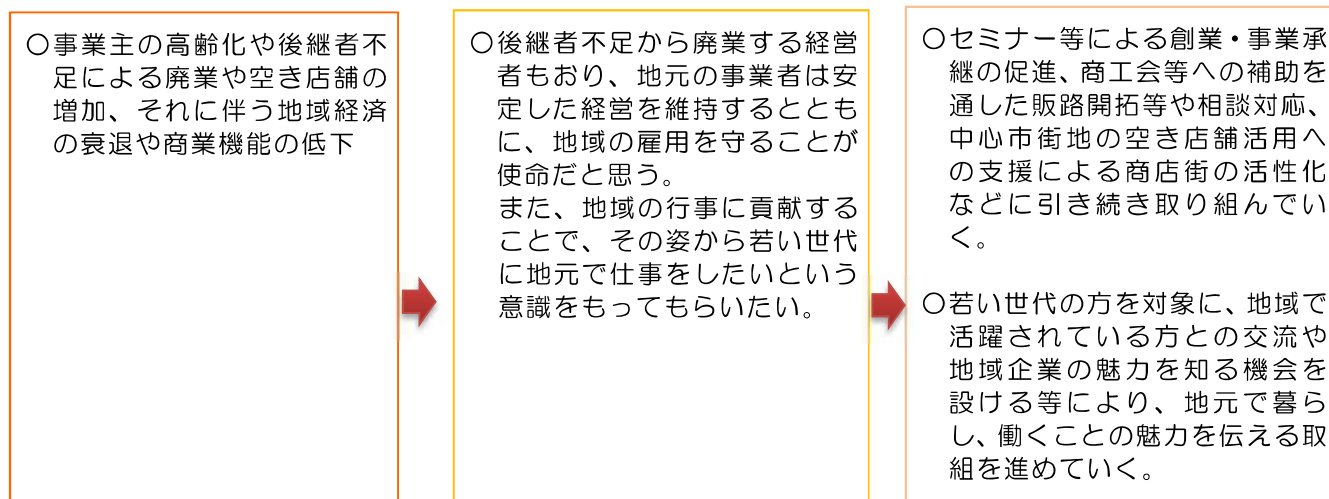 〇事業主の高齢化や後継者不
足による廃業や空き店舗の
増加、それに伴う地域経済
の衰退や商業機能の低下
〇後継者不足から廃業する経営
者もおり、地元の事業者は安
定した経営を維持するととも
に、地域の雇用を守ることが
使命だと思う。
また、地域の行事に貢献する
ことで、その姿から若い世代
に地元で仕事をしたいという
意識をもってもらいたい。
〇セミナー等による創業・事業承
継の促進、商工会等への補助を
通した販路開拓等や相談対応、
中心市街地の空き店舗活用へ
の支援による商店街の活性化
などに引き続き取り組んでい
く。
〇若い世代の方を対象に、地域で
活躍されている方との交流や
地域企業の魅力を知る機会を
設ける等により、地元で暮ら
し、働くことの魅力を伝える取
組を進めていく。